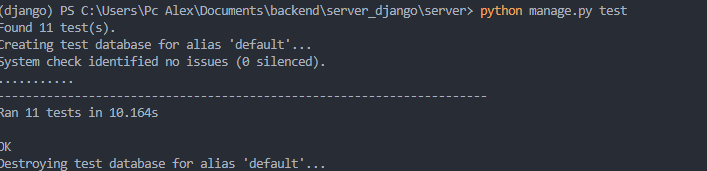 (django) PS C:\Users\Pc Alex\Documents\backend\server_django\server> python manage.py test
Found 11 test(s).
Creating test database for alias 'default'...
System check identified no issues (0 silenced).
...........
----------------------------------------------------------------------
Ran 11 tests in 10.164s

OK
Destroying test database for alias 'default'...